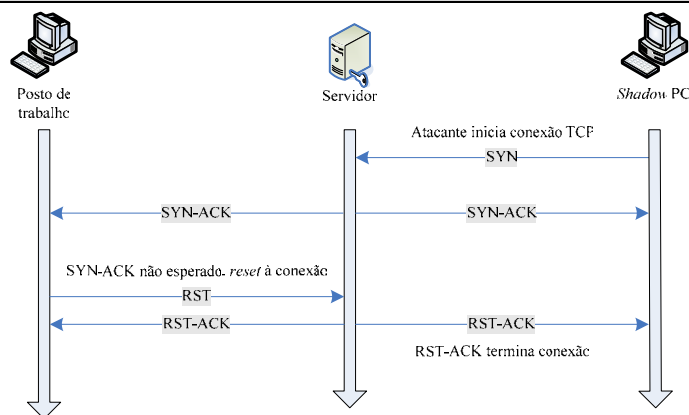 Posto de
trabalho
Servidor
Shadow PC
Atacante inicia conexão TCP
SYN
SYN-ACK
SYN-ACK
SYN-ACK não esperado. reset à conexão
RST
RST-ACK
RST-ACK
RST-ACK termina conexão